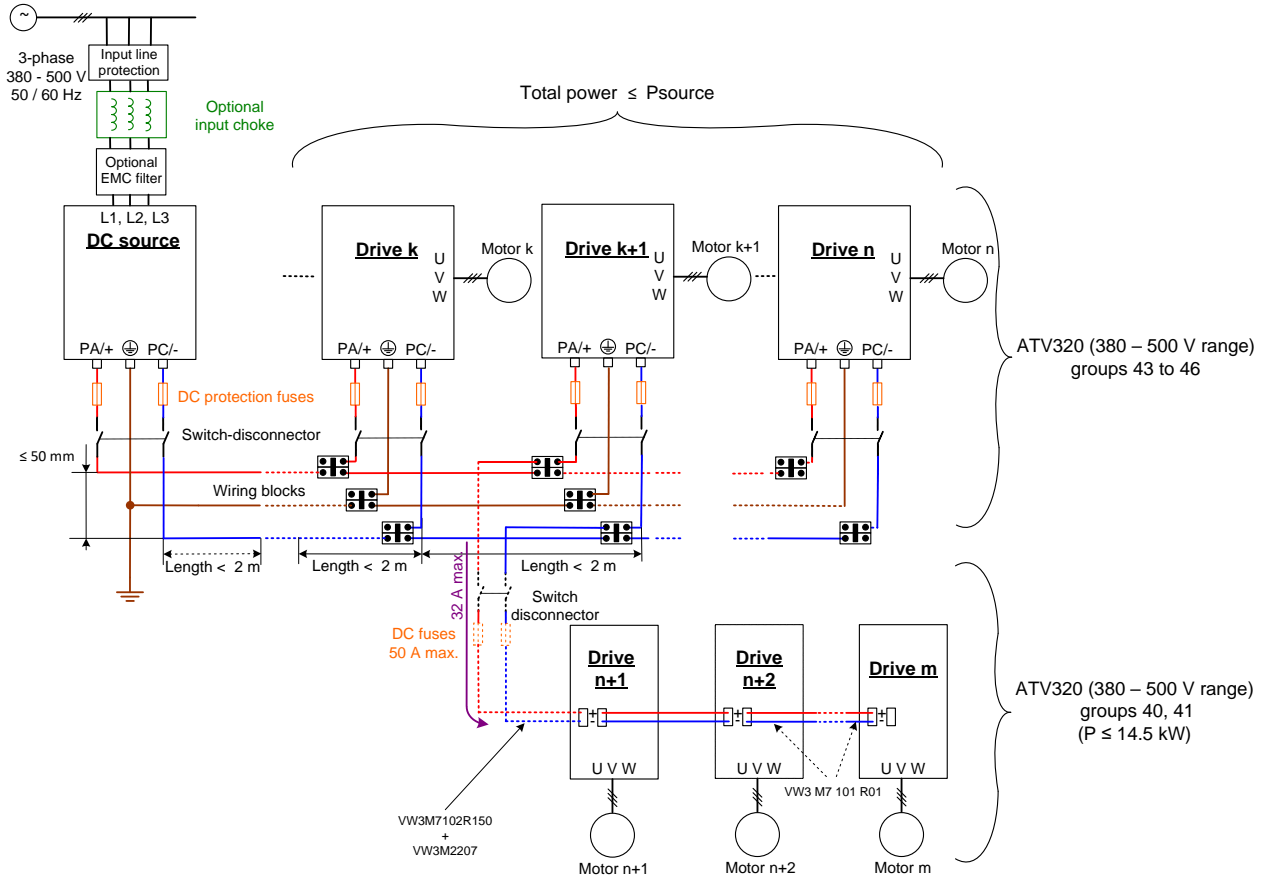 ~
3-phase
380 - 500 V
50 / 60 Hz
Input line
protection
Optional
input choke
Optional
EMC filter
Total power ≤ Psource
L1, L2, L3
DC source
PA/+
PC/-
Drive k
U
V
W
Motor k
PA/+
PC/-
Drive k+1
U
V
W
Motor k+1
PA/+
PC/-
Drive n
U
V
W
Motor n
PA/+
PC/-
ATV320 (380 – 500 V range)
groups 43 to 46
DC protection fuses
Switch-disconnector
≤ 50 mm
Wiring blocks
Length < 2 m
Length < 2 m
Length < 2 m
32 A max.
Switch
disconnector
DC fuses
50 A max.
Drive
n+1
+
-
U V W
Motor n+1
Drive
n+2
+
-
U V W
Motor n+2
Drive m
+
-
U V W
Motor m
VW3 M7 101 R01
VW3M7102R150
+
VW3M2207
ATV320 (380 – 500 V range)
groups 40, 41
(P ≤ 14.5 kW)